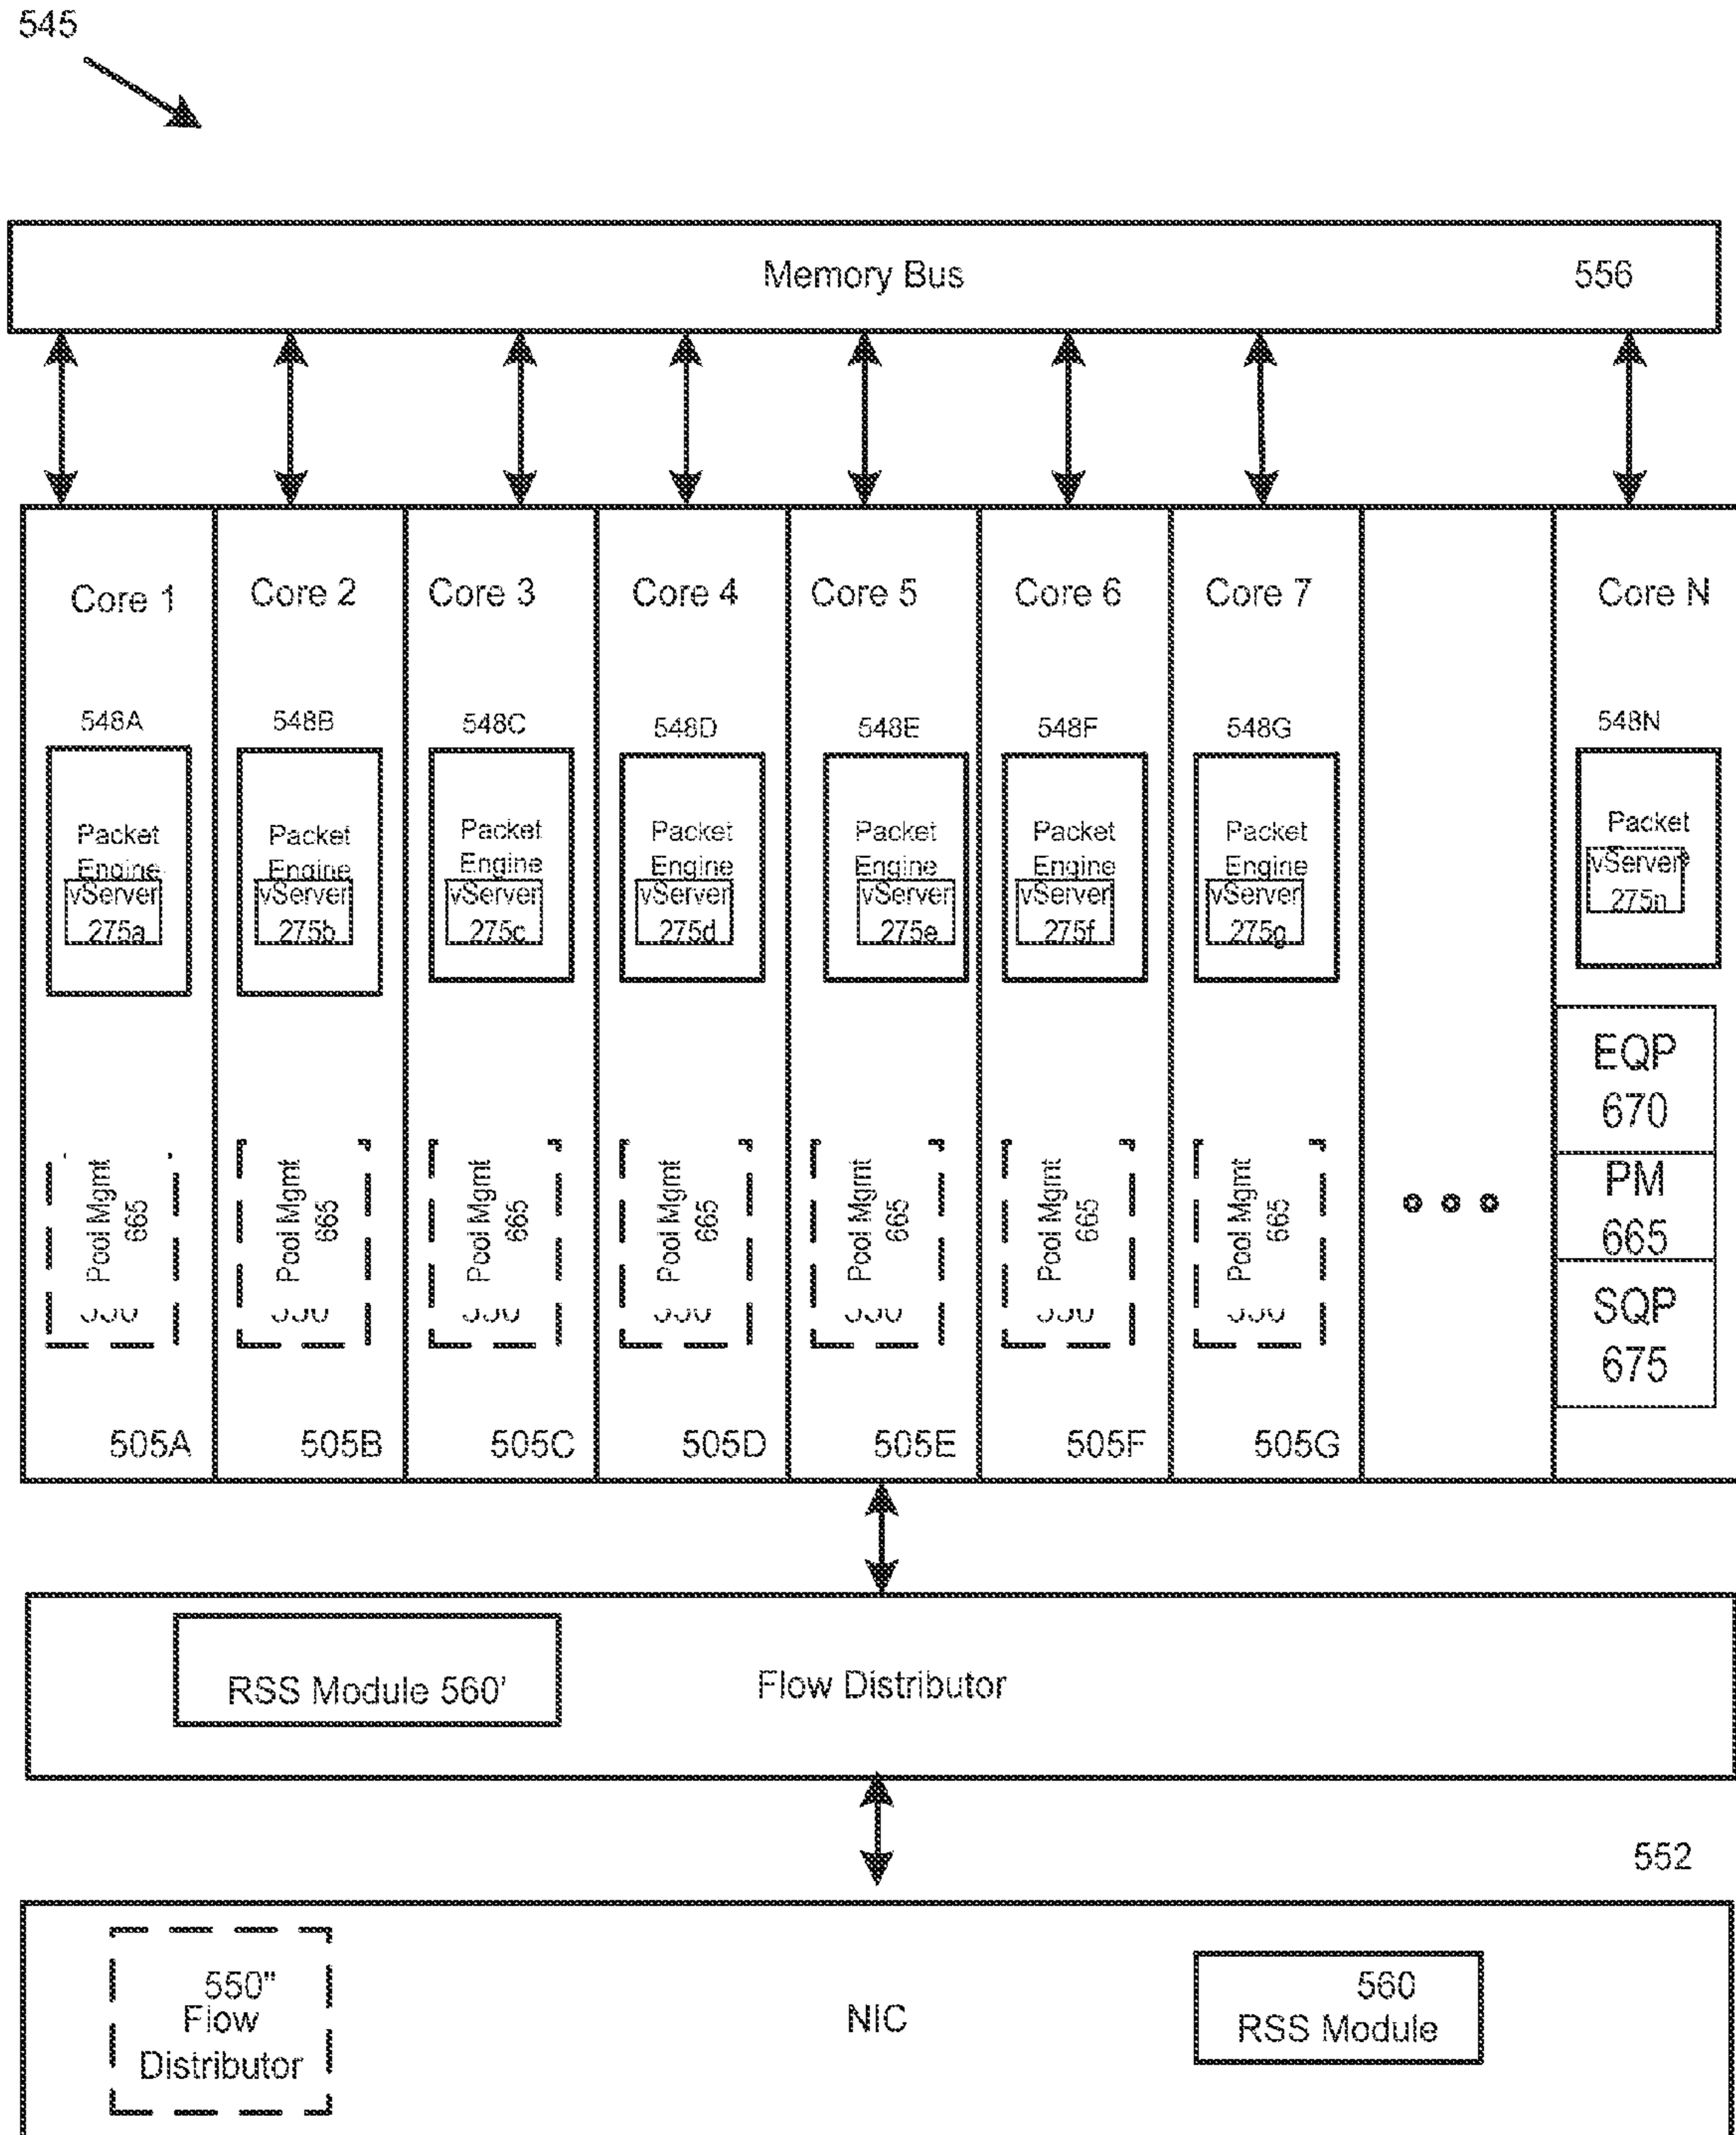 545
Memory Bus 556
Core 1 Core 2 Core 3 Core 4 Core 5 Core 6 Core 7 Core N
548A 548B 548C 548D 548E 548F 548G 548N
Packet Packet Packet Packet Packet Packet Packet Packet
Engine Engine Engine Engine Engine Engine Engine
vServer vServer vServer vServer vServer vServer vServer vServer
275a 275b 275c 275d 275e 275f 275g 275n
EQP
670
PM
665
SQP
675
Pool Mgmt Pool Mgmt Pool Mgmt Pool Mgmt Pool Mgmt Pool Mgmt Pool Mgmt
665 665 665 665 665 665 665
505A 505B 505C 505D 505E 505F 505G
RSS Module 560' Flow Distributor
552
550"
Flow
Distributor
NIC
560
RSS Module